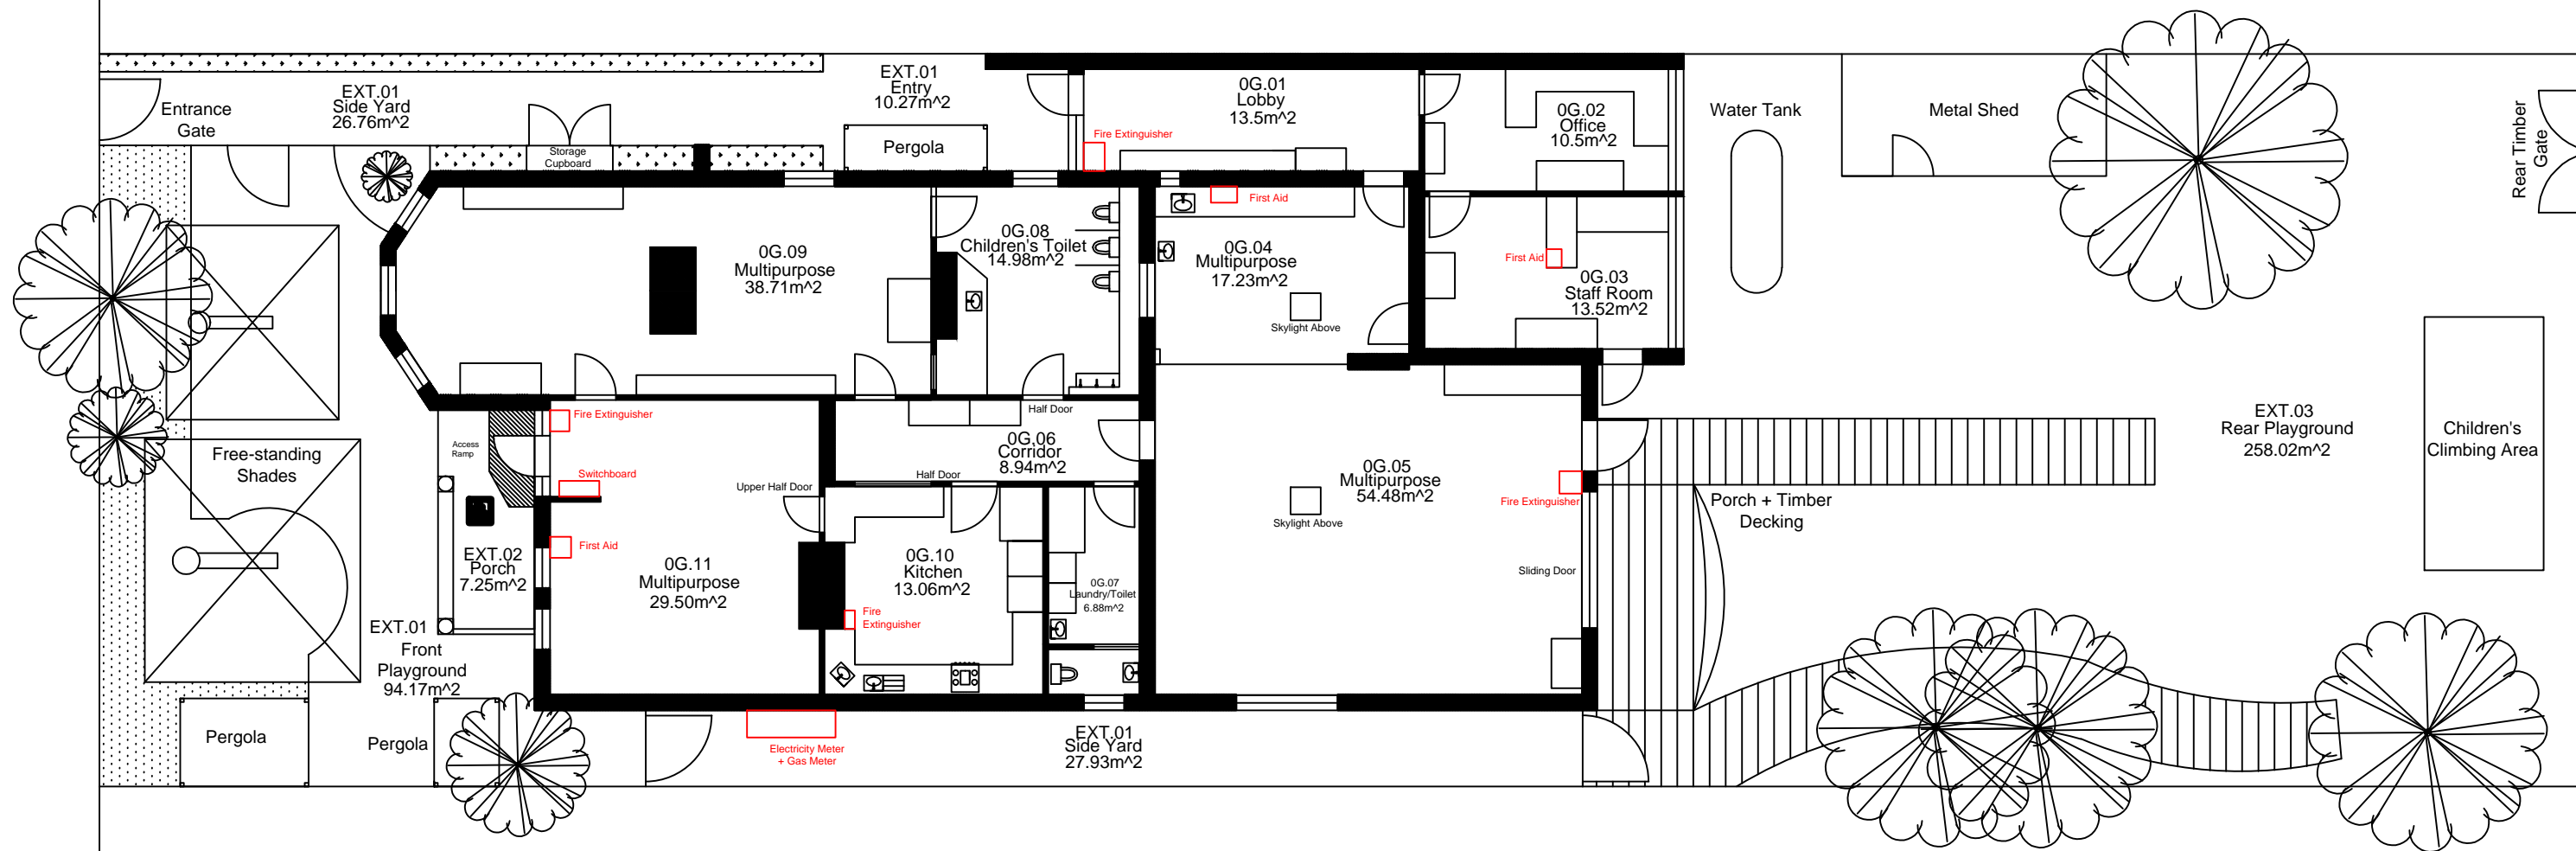 Entrance
Gate
EXT.01
Side Yard
26.76m^2
Storage
Cupboard
EXT.01
Entry
10.27m^2
Pergola
Fire Extinguisher
0G.01
Lobby
13.5m^2
0G.02
Office
10.5m^2
Water Tank
Metal Shed
Rear Timber
Gate
0G.09
Multipurpose
38.71m^2
0G.08
Children's Toilet
14.98m^2
First Aid
0G.04
Multipurpose
17.23m^2
Skylight Above
First Aid
0G.03
Staff Room
13.52m^2
Free-standing
Shades
Access
Ramp
Fire Extinguisher
Switchboard
First Aid
EXT.02
Porch
7.25m^2
0G.11
Multipurpose
29.50m^2
Upper Half Door
Half Door
0G.06
Corridor
8.94m^2
Half Door
0G.10
Kitchen
13.06m^2
Fire
Extinguisher
0G.07
Laundry/Toilet
6.88m^2
0G.05
Multipurpose
54.48m^2
Skylight Above
Fire Extinguisher
Sliding Door
Porch + Timber
Decking
EXT.03
Rear Playground
258.02m^2
Children's
Climbing Area
EXT.01
Front
Playground
94.17m^2
Pergola
Pergola
Electricity Meter
+ Gas Meter
EXT.01
Side Yard
27.93m^2